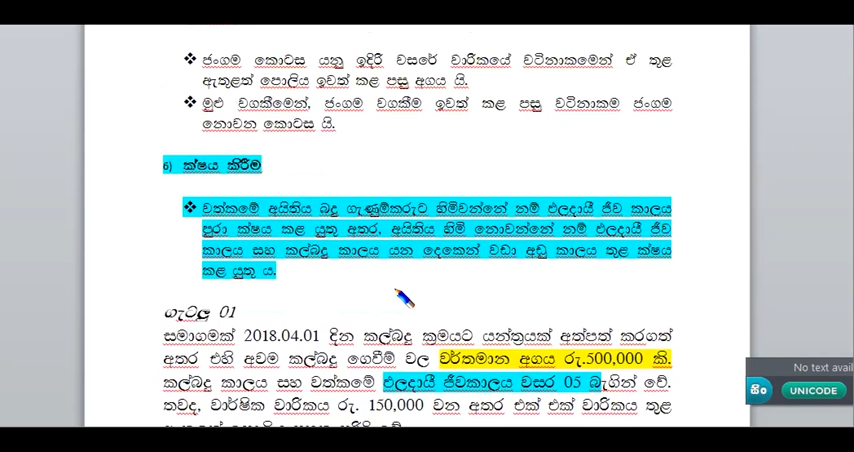 ❖ ජංගම කොටස යනු ඉදිරි වසරේ වාරිකයේ වටිනාකමෙන් ඒ තුළ
ඇතුළත් පොලිය ඉවත් කළ පසු අගය යි.
❖ මුළු වගකීමෙන්, ජංගම වගකීම ඉවත් කළ පසු වටිනාකම ජංගම
නොවන කොටස යි.
6) ක්ෂය කිරීම
❖ වත්කමේ අයිතිය බදු ගැණුම්කරුට හිමිවන්නේ නම් ඵලදායී ජීව කාලය
පුරා ක්ෂය කළ යුතු අතර, අයිතිය හිමි නොවන්නේ නම් ඵලදායී ජීව
කාලය සහ කල්බදු කාලය යන දෙකෙන් වඩා අඩු කාලය තුළ ක්ෂය
කළ යුතු ය.
ගැටලු 01
සමාගමක් 2018.04.01 දින කල්බදු ක්‍රමයට යන්ත්‍රයක් අත්පත් කරගත්
අතර එහි අවම කල්බදු ගෙවීම් වල වර්තමාන අගය රු.500,000 කි.
කල්බදු කාලය සහ වත්කමේ ඵලදායී ජීවකාලය වසර 05 බැගින් වේ.
තවද, වාර්ෂික වාරිකය රු. 150,000 වන අතර එක් එක් වාරිකය තුළ
No text avail
සිං UNICODE